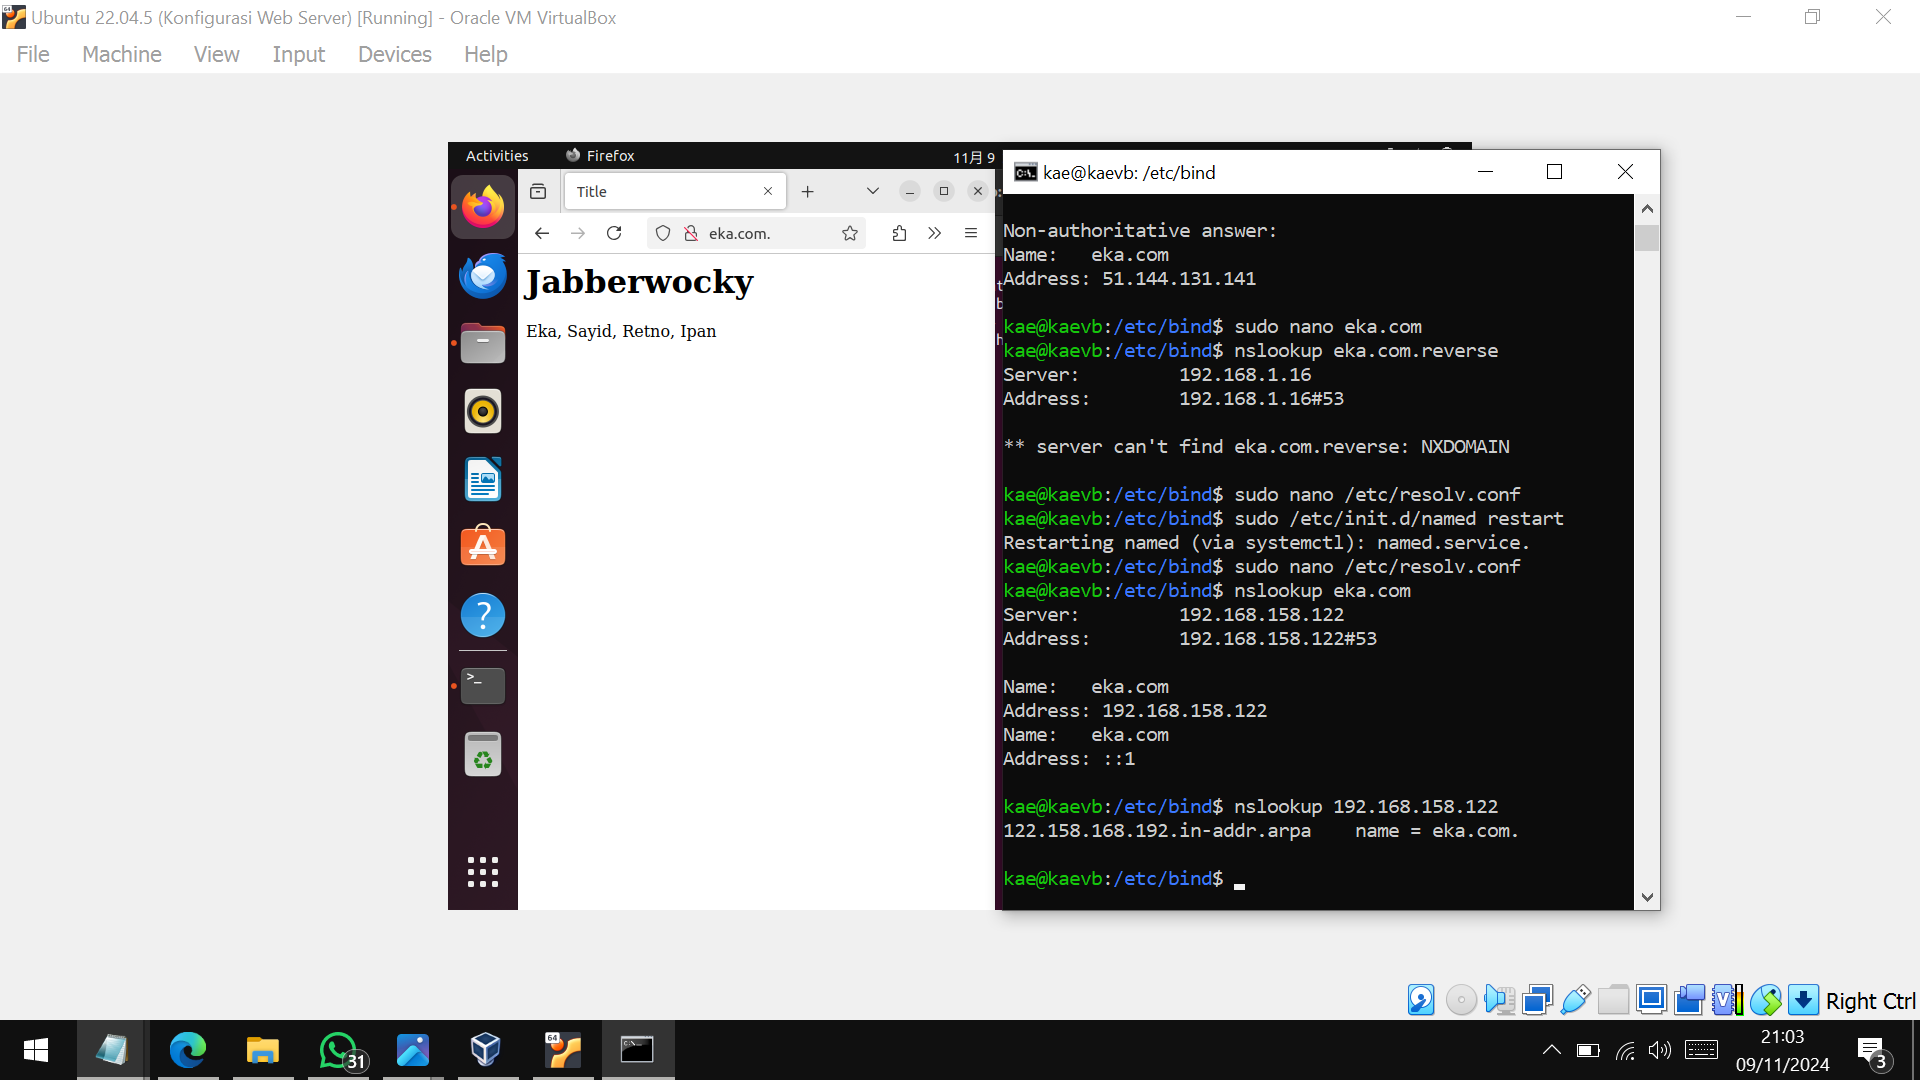 Ubuntu 22.04.5 (Konfigurasi Web Server) [Running] - Oracle VM VirtualBox
File Machine View Input Devices Help
Activities Firefox 11月 9
Title
eka.com.
Jabberwocky
Eka, Sayid, Retno, Ipan
kae@kaevb: /etc/bind
Non-authoritative answer:
Name: eka.com
Address: 51.144.131.141
kae@kaevb:/etc/bind$ sudo nano eka.com
kae@kaevb:/etc/bind$ nslookup eka.com.reverse
Server: 192.168.1.16
Address: 192.168.1.16#53
** server can't find eka.com.reverse: NXDOMAIN
kae@kaevb:/etc/bind$ sudo nano /etc/resolv.conf
kae@kaevb:/etc/bind$ sudo /etc/init.d/named restart
Restarting named (via systemctl): named.service.
kae@kaevb:/etc/bind$ sudo nano /etc/resolv.conf
kae@kaevb:/etc/bind$ nslookup eka.com
Server: 192.168.158.122
Address: 192.168.158.122#53
Name: eka.com
Address: 192.168.158.122
Name: eka.com
Address: ::1
kae@kaevb:/etc/bind$ nslookup 192.168.158.122
122.158.168.192.in-addr.arpa name = eka.com.
kae@kaevb:/etc/bind$
Right Ctrl
31
64
21:03
09/11/2024
3